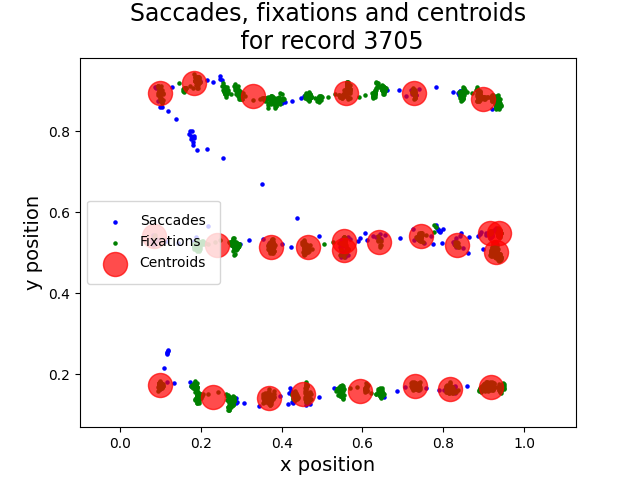 Saccades, fixations and centroids
for record 3705
y position
0.8
0.6
0.4
0.2
Saccades
Fixations
Centroids
0.0 0.2 0.4 0.6 0.8 1.0
x position